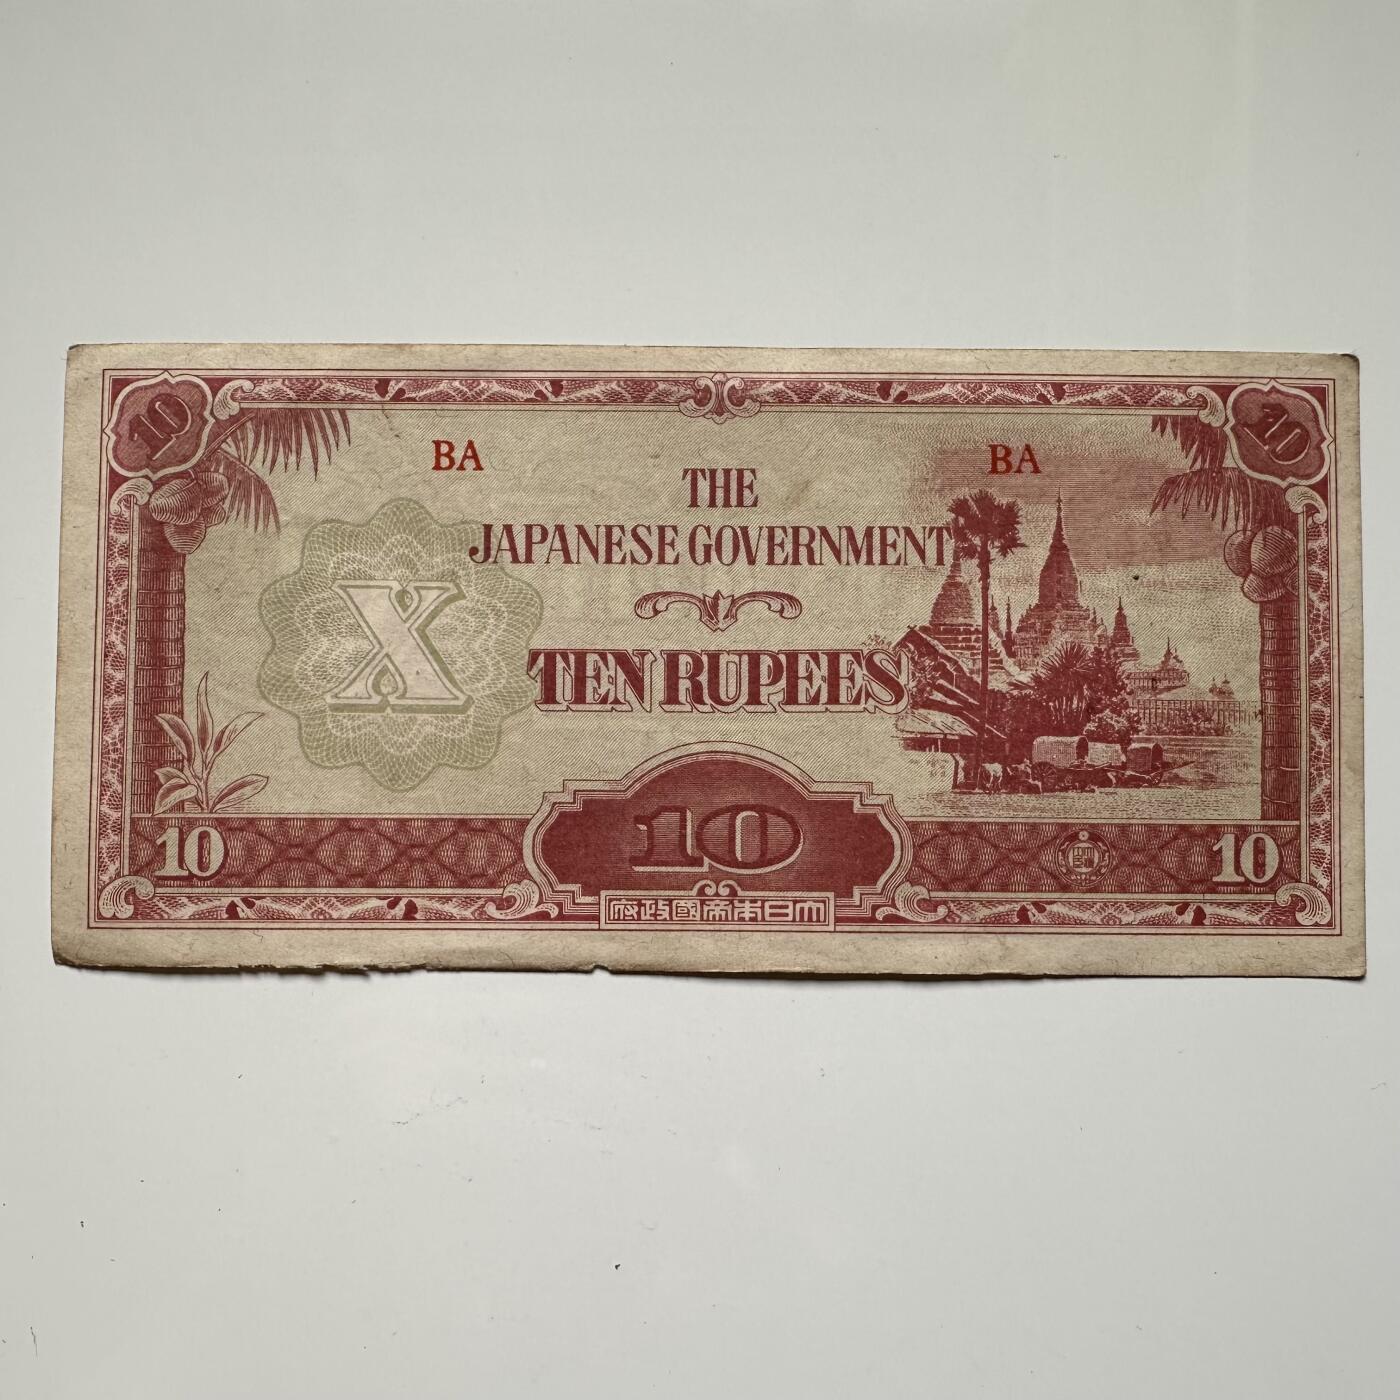 10
10
BA
BA
THE
JAPANESE GOVERNMENT
X
TEN RUPEES
10
10
10
府政國帝本日大